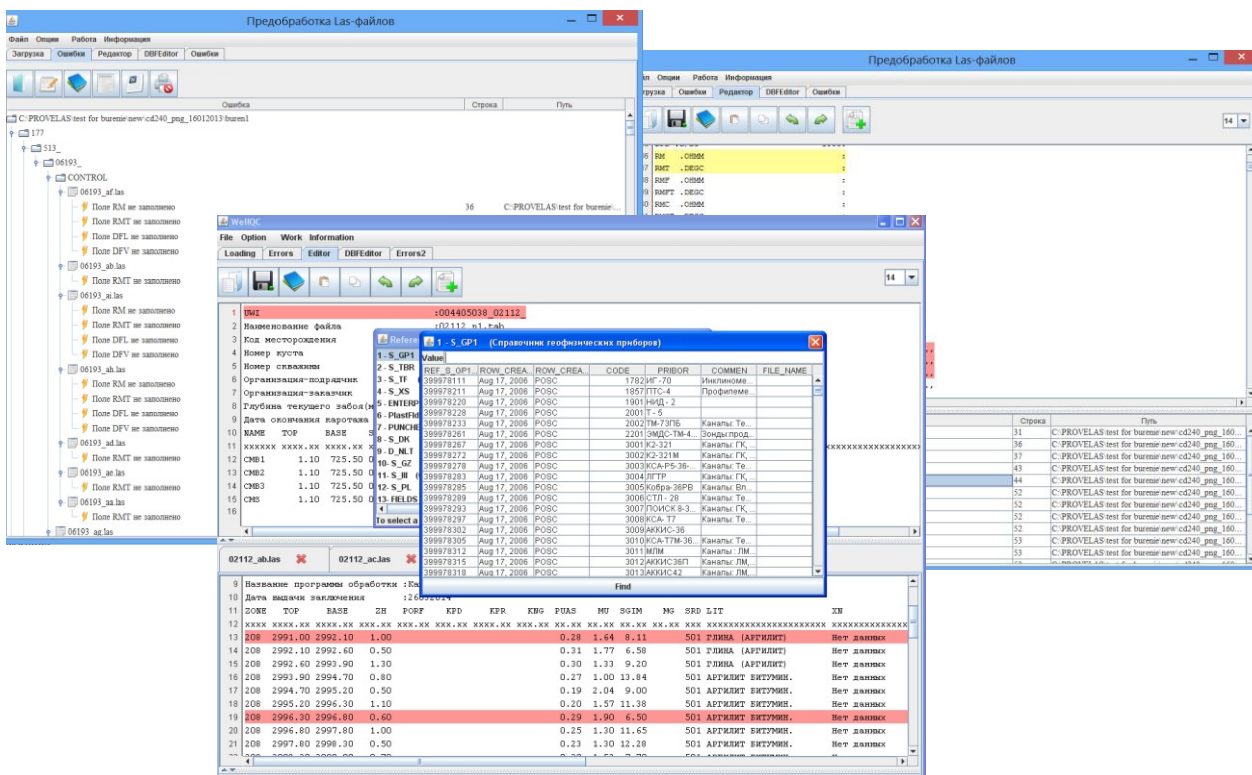 Предобработка Las-файлов
Файл Опции Работа Информация
Загрузка Ошибки Редактор DBFEditor Ошибки
Ошибка Строка Путь
C:\PROVELAS\test for burenie\new\cd240_png_16012013\buren1
177
513_
06193_
CONTROL
06193_af.las
Поле RM не заполнено 36 C:\PROVELAS\test for burenie\...
Поле RMT не заполнено
Поле DFL не заполнено
Поле DFV не заполнено
06193_ab.las
Поле RMT не заполнено
06193_ai.las
Поле RM не заполнено
Поле RMT не заполнено
Поле DFL не заполнено
Поле DFV не заполнено
06193_ah.las
Поле RM не заполнено
Поле RMT не заполнено
Поле DFL не заполнено
Поле DFV не заполнено
06193_ad.las
Поле RMT не заполнено
06193_ae.las
Поле RMT не заполнено
06193_aa.las
Поле RMT не заполнено
06193_ag.las
Предобработка Las-файлов
Опции Работа Информация
Ошибки Редактор DBFEditor Ошибки
14
RM .OHMM :
RMT .DEGC :
RMF .OHMM :
RMFT .DEGC :
RMC .OHMM :
Строка Путь
31 C:\PROVELAS\test for burenie\new\cd240_png_160...
36 C:\PROVELAS\test for burenie\new\cd240_png_160...
37 C:\PROVELAS\test for burenie\new\cd240_png_160...
43 C:\PROVELAS\test for burenie\new\cd240_png_160...
44 C:\PROVELAS\test for burenie\new\cd240_png_160...
52 C:\PROVELAS\test for burenie\new\cd240_png_160...
52 C:\PROVELAS\test for burenie\new\cd240_png_160...
52 C:\PROVELAS\test for burenie\new\cd240_png_160...
53 C:\PROVELAS\test for burenie\new\cd240_png_160...
53 C:\PROVELAS\test for burenie\new\cd240_png_160...
WellQC
File Option Work Information
Loading Errors Editor DBFEditor Errors2
14
1 UWI :004405038_02112_
2 Наименование файла :02112_n1.tab
3 Код месторождения
4 Номер куста
5 Номер скважины
6 Организация-подрядчик
7 Организация-заказчик
8 Глубина текущего забоя(м
9 Дата окончания каротажа
10 NAME TOP BASE S
11 xxxxxx xxxx.xx xxxx.xx x
12 СМВ1 1.10 725.50 0
13 СМВ2 1.10 725.50 0
14 СМВ3 1.10 725.50 0
15 СМВ 1.10 725.50 0
16
Referen
1 - S_GP1
2 - S_TBR
3 - S_TF
4 - S_XS
5 - ENTERP
6 - PlastFld
7 - PUNCHE
8 - S_DK
9 - D_NLT
10- S_GZ
11- S_III
12- S_PL
13- FIELDS
To select a
1 - S_GP1 (Справочник геофизических приборов)
Value
REF_S_GP1... ROW_CREA... ROW_CREA... CODE PRIBOR COMMEN FILE_NAME
399978111 Aug 17, 2006 POSC 1782 ИГ-70 Инклиноме...
399978211 Aug 17, 2006 POSC 1857 ПТС-4 Профилеме...
399978220 Aug 17, 2006 POSC 1901 НИД - 2
399978228 Aug 17, 2006 POSC 2001 Т - 5
399978233 Aug 17, 2006 POSC 2002 ТМ-73ПБ Каналы: Те...
399978261 Aug 17, 2006 POSC 2201 ЭМДС-ТМ-4... Зонды:прод...
399978267 Aug 17, 2006 POSC 3001 К2-321 Каналы: ГК, ...
399978272 Aug 17, 2006 POSC 3002 К2-321М Каналы: ГК, ...
399978278 Aug 17, 2006 POSC 3003 КСА-Р5-36-... Каналы: Те...
399978283 Aug 17, 2006 POSC 3004 ЛГТР Каналы: ГК, ...
399978285 Aug 17, 2006 POSC 3005 Кобра-36РВ Каналы: Вл...
399978289 Aug 17, 2006 POSC 3006 СТЛ - 28 Каналы: Те...
399978293 Aug 17, 2006 POSC 3007 ПОИСК 8-3... Каналы: ГК, ...
399978297 Aug 17, 2006 POSC 3008 КСА- Т7 Каналы: Те...
399978302 Aug 17, 2006 POSC 3009 АККИС-36
399978305 Aug 17, 2006 POSC 3010 КСА-Т7М-36... Каналы: Те...
399978312 Aug 17, 2006 POSC 3011 МЛМ Каналы : ЛМ...
399978315 Aug 17, 2006 POSC 3012 АККИС36П Каналы: ЛМ,...
399978318 Aug 17, 2006 POSC 3013 АККИС42 Каналы: ЛМ,...
Find
02112_ab.las 02112_ac.las
9 Название программы обработки
10 Дата выдачи заключения
11 ZONE TOP BASE ZH PORF KPD KPR KNG PUAS MU SGIM MG SRD LIT XN
13 208 2991.00 2992.10 1.00 0.28 1.64 8.11 501 ГЛИНА (АРГИЛИТ) Нет данных
14 208 2992.10 2992.60 0.50 0.31 1.77 6.58 501 ГЛИНА (АРГИЛИТ) Нет данных
15 208 2992.60 2993.90 1.30 0.30 1.33 9.20 501 ГЛИНА (АРГИЛИТ) Нет данных
16 208 2993.90 2994.70 0.80 0.27 1.00 13.84 501 АРГИЛИТ БИТУМИН. Нет данных
17 208 2994.70 2995.20 0.50 0.19 2.04 9.00 501 АРГИЛИТ БИТУМИН. Нет данных
18 208 2995.20 2996.30 1.10 0.20 1.57 11.38 501 АРГИЛИТ БИТУМИН. Нет данных
19 208 2996.30 2996.80 0.60 0.29 1.90 6.50 501 АРГИЛИТ БИТУМИН. Нет данных
20 208 2996.80 2997.80 1.00 0.25 1.30 11.65 501 АРГИЛИТ БИТУМИН. Нет данных
21 208 2997.80 2998.30 0.50 0.23 1.30 12.28 501 АРГИЛИТ БИТУМИН. Нет данных